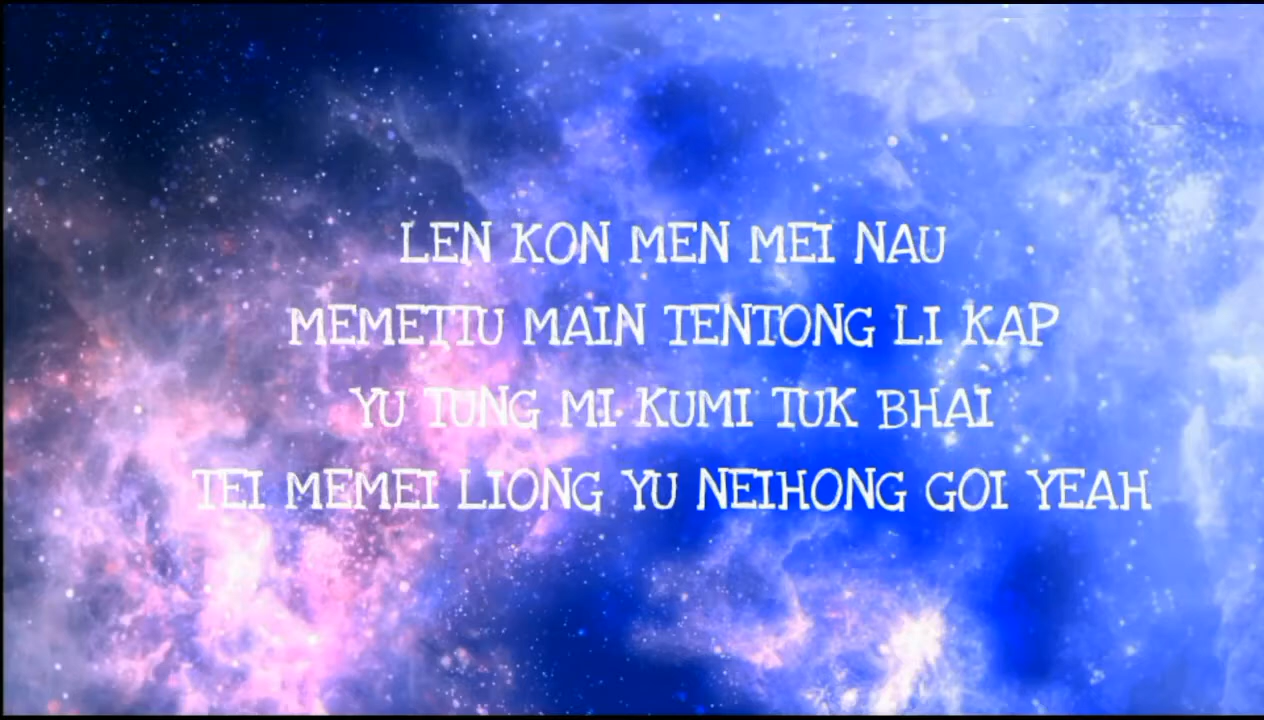 LEN KON MEN MEI NAU
MEMETTU MAIN TENTONG LI KAP
YU TUNG MI KUMI TUK BHAI
TEI MEMEI LIONG YU NEIHONG GOI YEAH